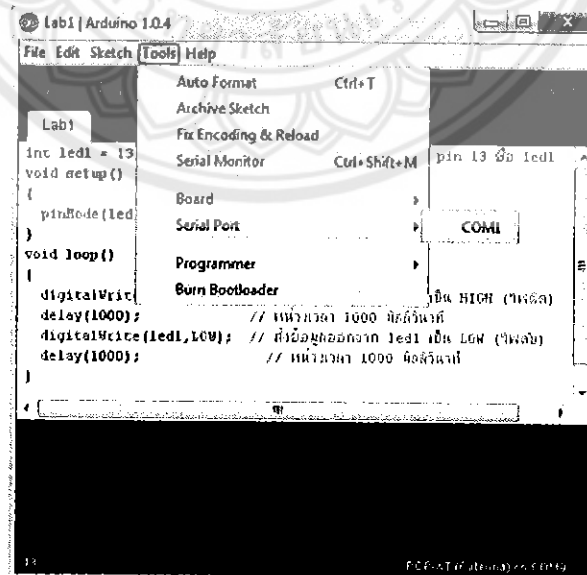 Lab1 | Arduino 1.0.4
File Edit Sketch Tools Help
Auto Format Ctrl+T
Archive Sketch
Fix Encoding & Reload
Serial Monitor Ctrl+Shift+M
Board
Serial Port
COM1
Programmer
Burn Bootloader
Lab1
int led1 = 13 pin 13 ชื่อ led1
void setup()
{
pinMode(led
}
void loop()
{
digitalWrit เป็น HIGH (ไฟติด)
delay(1000); // หน่วงเวลา 1000 มิลลิวินาที
digitalWrite(led1,LOW); // ส่งข้อมูลออกจาก led1 เป็น LOW (ไฟดับ)
delay(1000); // หน่วงเวลา 1000 มิลลิวินาที
}
13